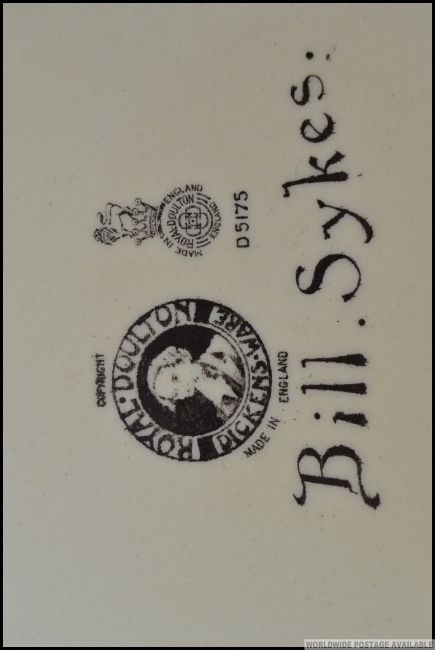 MADE IN ENGLAND
ROYAL DOULTON
ENGLAND
D5175
COPYRIGHT
ROYAL·DOULTON
DICKENS·WARE
MADE IN ENGLAND
Bill. Sykes:
WORLDWIDE POSTAGE AVAILABLE